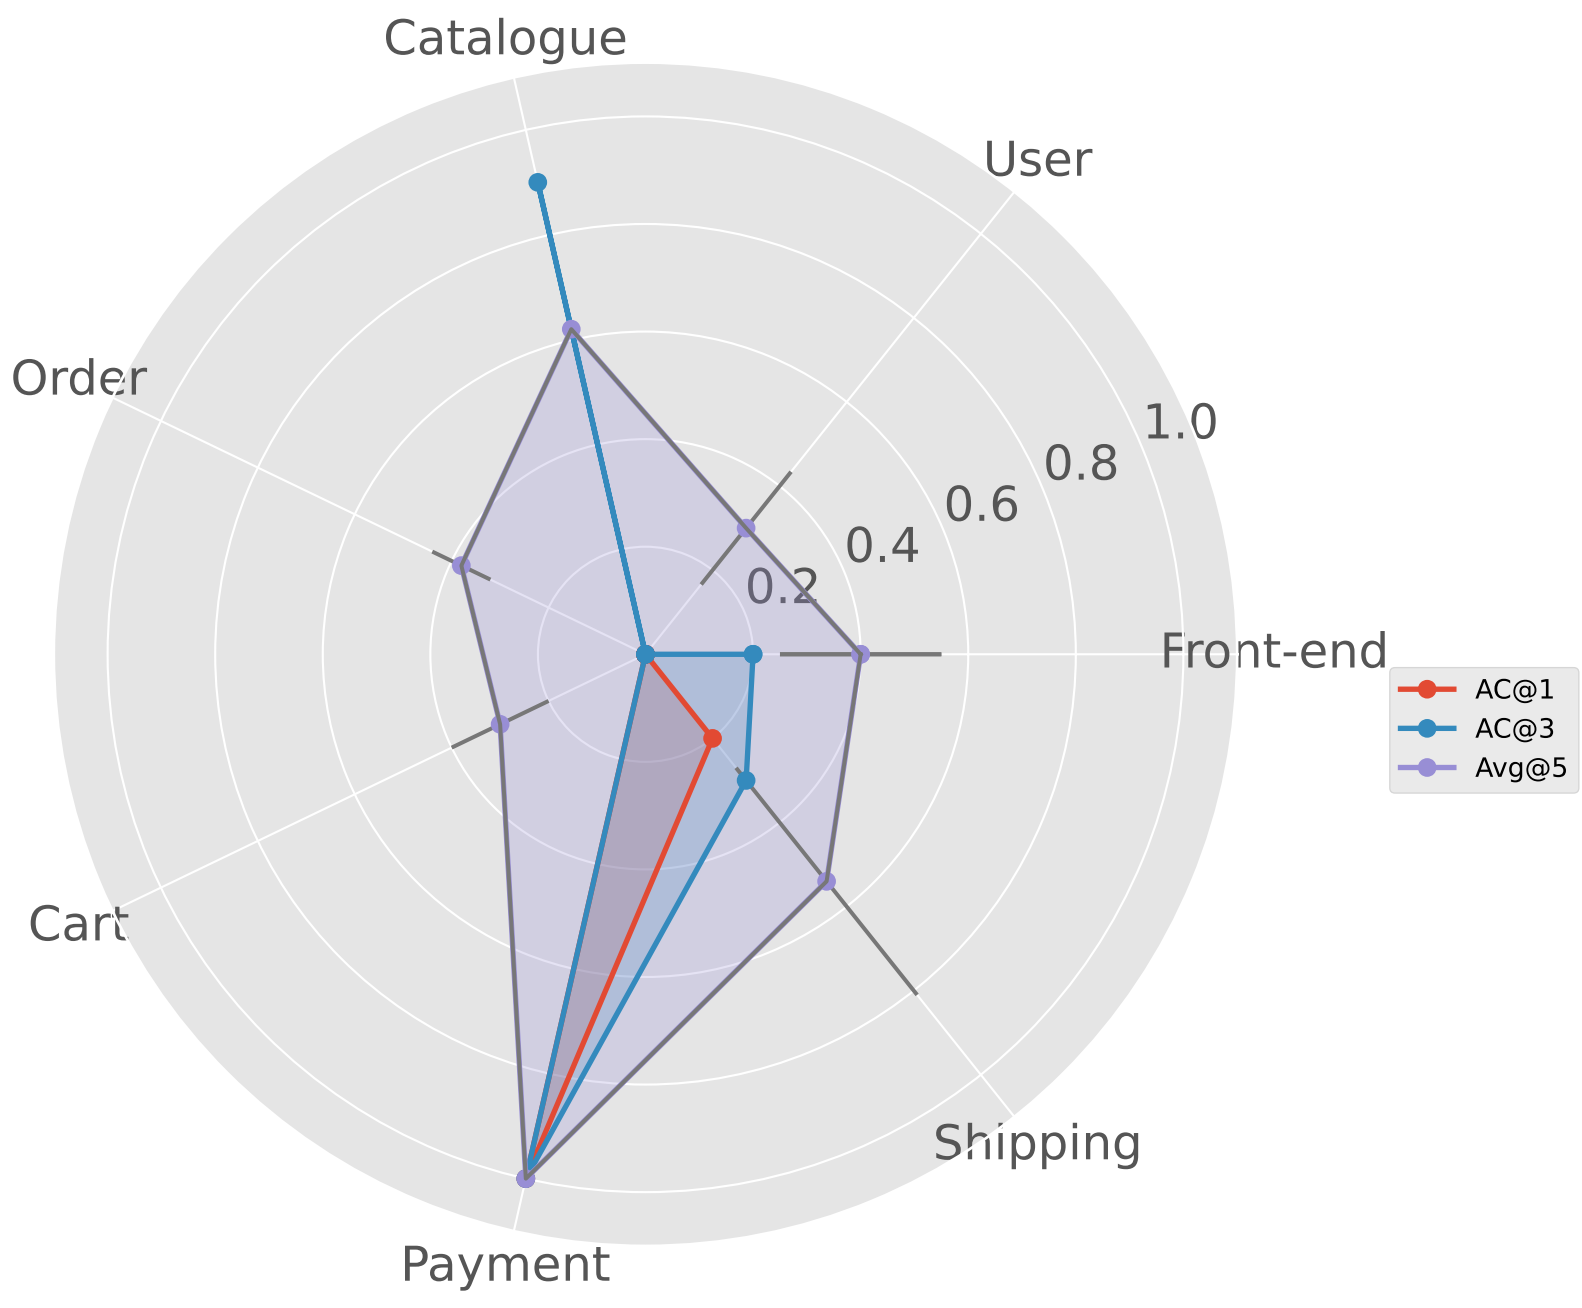 Catalogue
User
Order
1.0
0.8
0.6
0.4
0.2
Front-end
AC@1
AC@3
Avg@5
Cart
Shipping
Payment